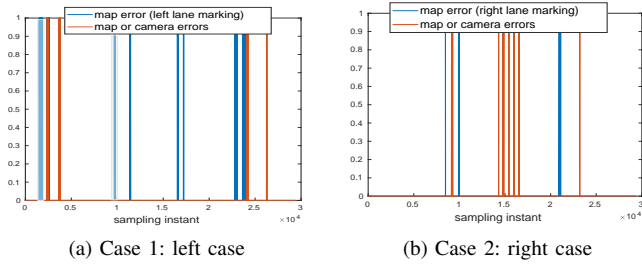 map error (left lane marking)
map or camera errors
1
0.9
0.8
0.7
0.6
0.5
0.4
0.3
0.2
0.1
0
0 0.5 1 1.5 2 2.5 3
sampling instant
×10⁴
(a) Case 1: left case
map error (right lane marking)
map or camera errors
1
0.9
0.8
0.7
0.6
0.5
0.4
0.3
0.2
0.1
0
0 0.5 1 1.5 2 2.5 3
sampling instant
×10⁴
(b) Case 2: right case